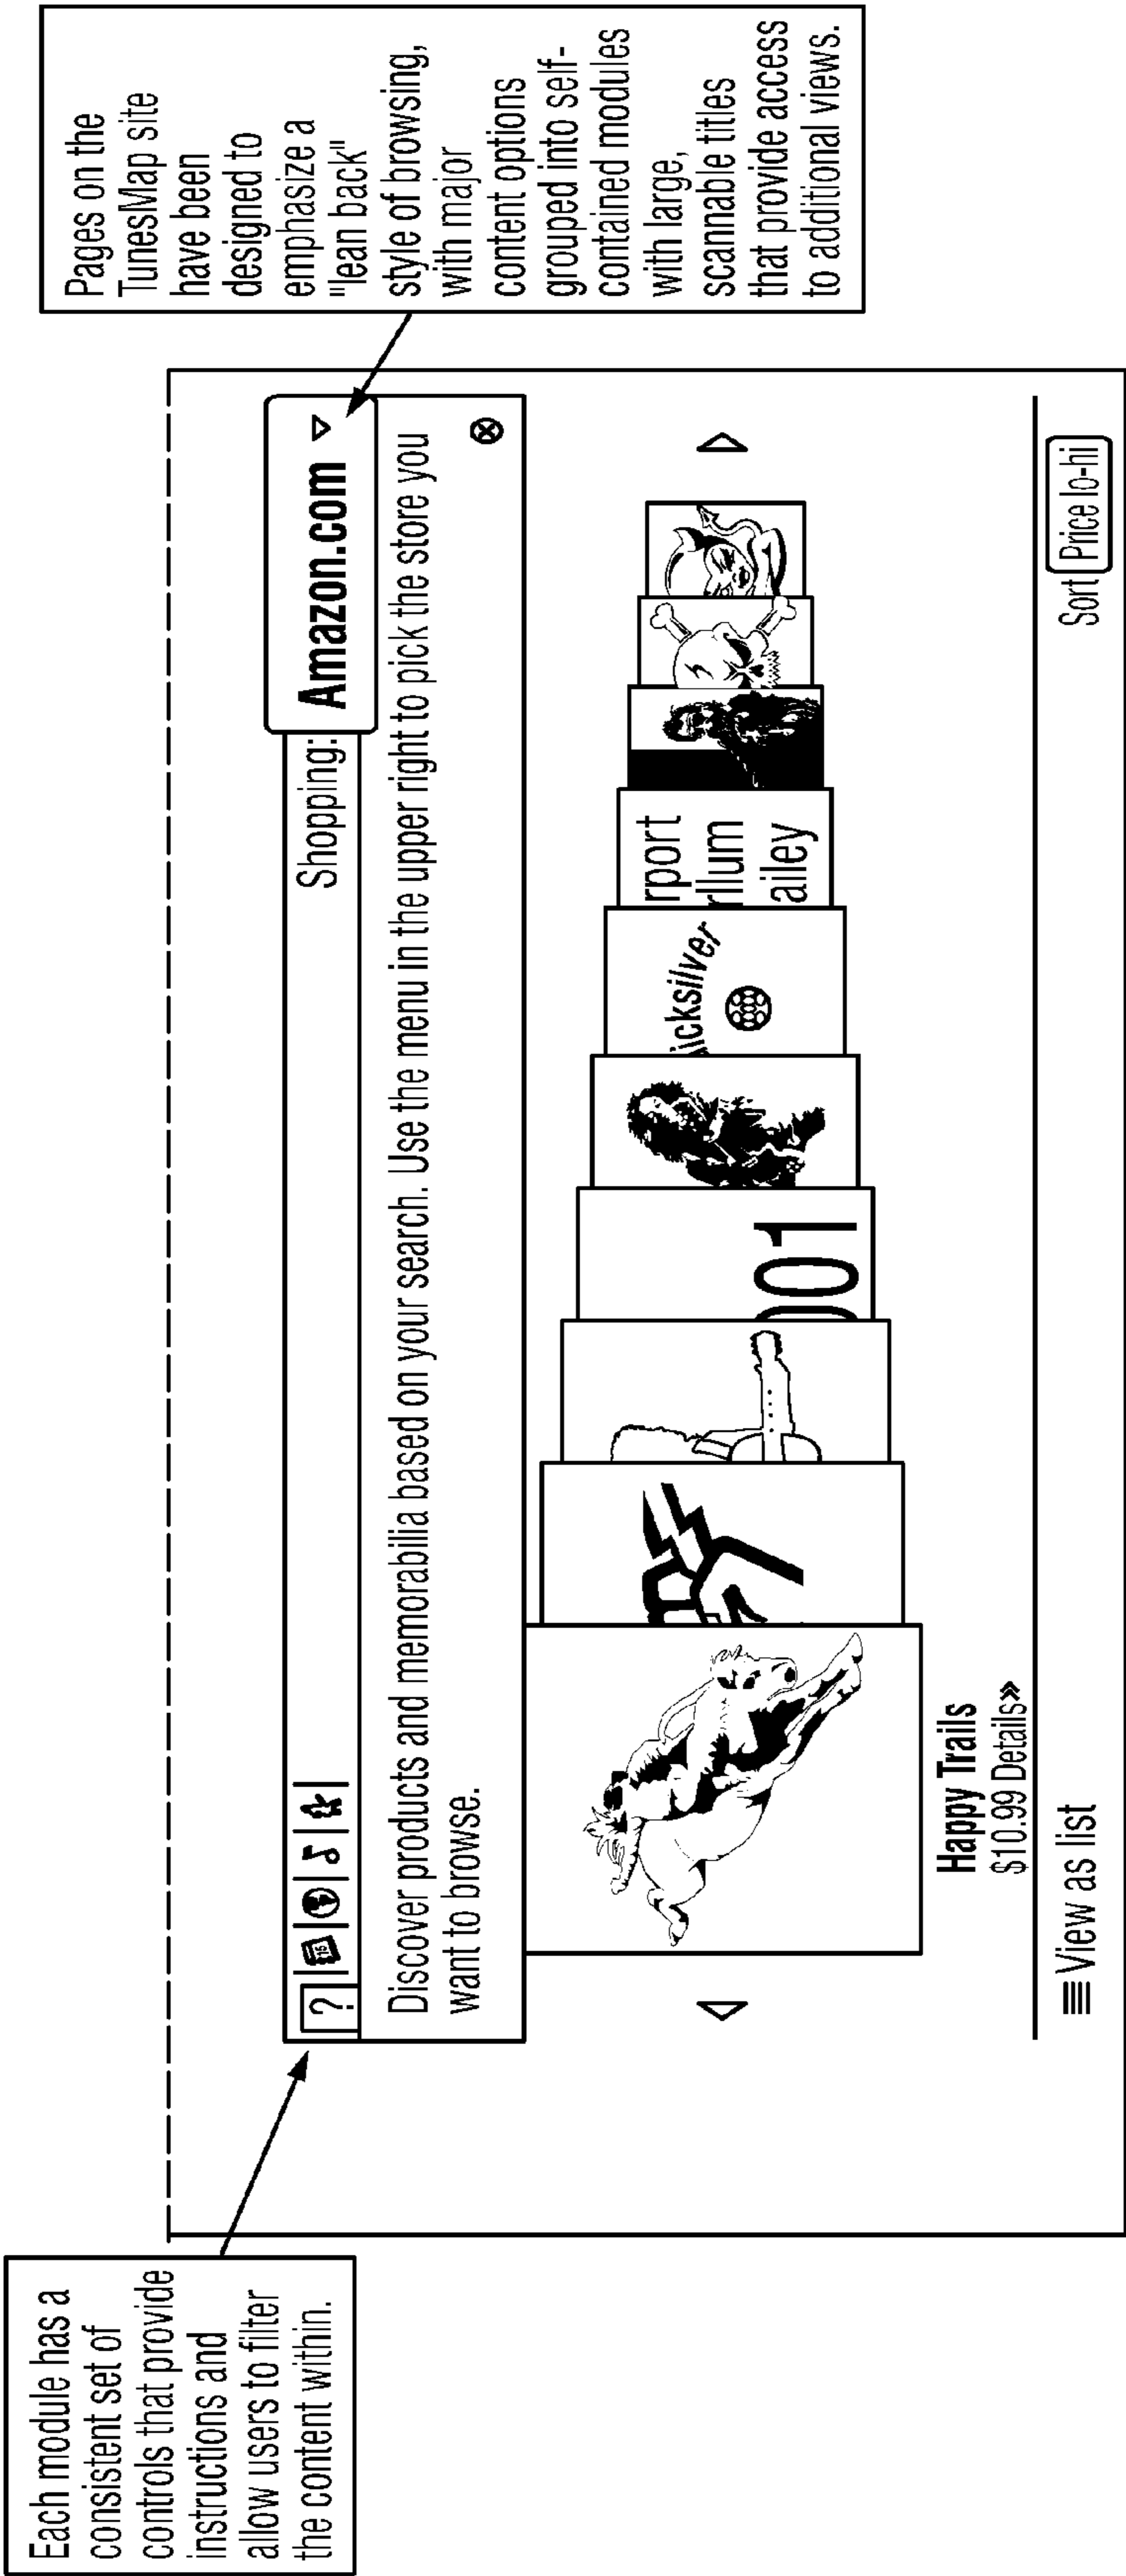 Each module has a
consistent set of
controls that provide
instructions and
allow users to filter
the content within.
Pages on the
TunesMap site
have been
designed to
emphasize a
"lean back"
style of browsing,
with major
content options
grouped into self-
contained modules
with large,
scannable titles
that provide access
to additional views.
?
15
Shopping:
Amazon.com
Discover products and memorabilia based on your search. Use the menu in the upper right to pick the store you
want to browse.
001
icksilver
rport
rllum
ailey
Happy Trails
$10.99 Details»
View as list
Sort Price lo-hi